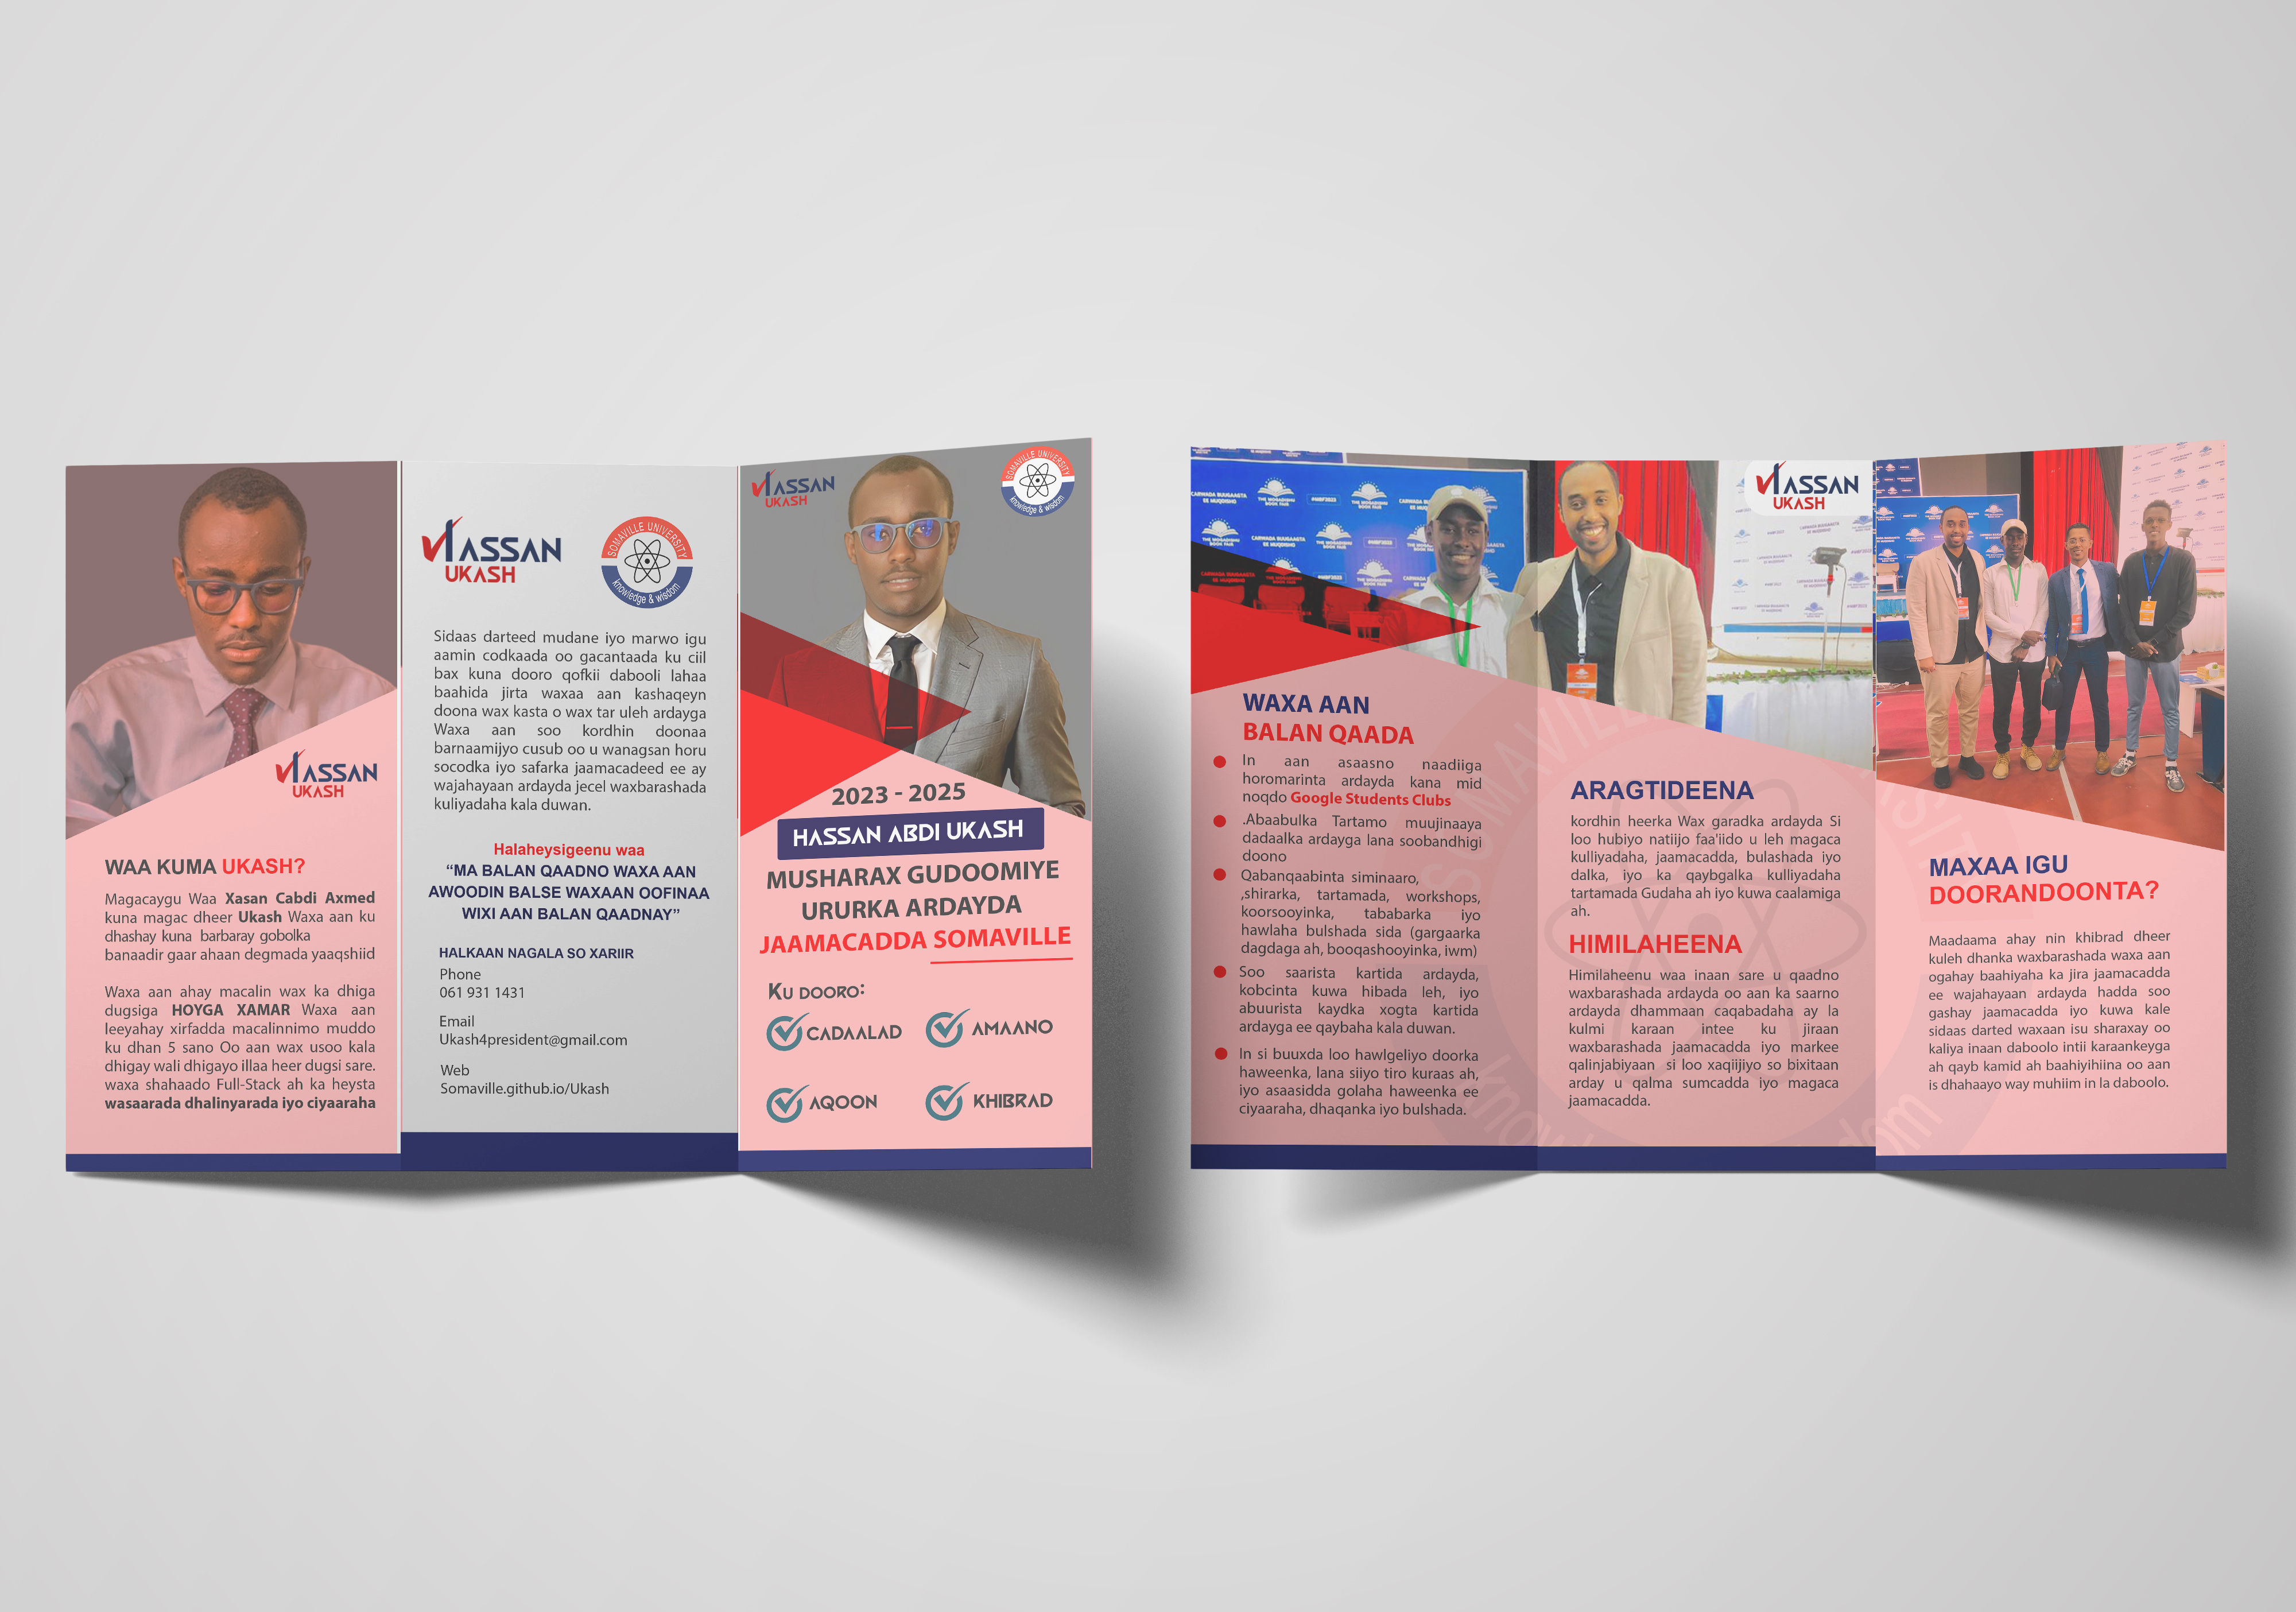 HASSAN
UKASH
WAA KUMA UKASH?
Magacaygu Waa Xasan Cabdi Axmed
kuna magac dheer Ukash Waxa aan ku
dhashay kuna barbaray gobolka
banaadir gaar ahaan degmada yaaqshiid
Waxa aan ahay macalin wax ka dhiga
dugsiga HOYGA XAMAR Waxa aan
leeyahay xirfadda macalinnimo muddo
ku dhan 5 sano Oo aan wax usoo kala
dhigay wali dhigayo illaa heer dugsi sare.
waxa shahaado Full-Stack ah ka heysta
wasaarada dhalinyarada iyo ciyaaraha
HASSAN
UKASH
SOMAVILLE UNIVERSITY
knowledge & wisdom
Sidaas darteed mudane iyo marwo igu
aamin codkaada oo gacantaada ku ciil
bax kuna dooro qofkii dabooli lahaa
baahida jirta waxaa aan kashaqeyn
doona wax kasta o wax tar uleh ardayga
Waxa aan soo kordhin doonaa
barnaamijyo cusub oo u wanagsan horu
socodka iyo safarka jaamacadeed ee ay
wajahayaan ardayda jecel waxbarashada
kuliyadaha kala duwan.
Halaheysigeenu waa
“MA BALAN QAADNO WAXA AAN
AWOODIN BALSE WAXAAN OOFINAA
WIXI AAN BALAN QAADNAY”
HALKAAN NAGALA SO XARIIR
Phone
061 931 1431
Email
Ukash4president@gmail.com
Web
Somaville.github.io/Ukash
HASSAN
UKASH
SOMAVILLE UNIVERSITY
knowledge & wisdom
2023 - 2025
HASSAN ABDI UKASH
MUSHARAX GUDOOMIYE
URURKA ARDAYDA
JAAMACADDA SOMAVILLE
KU DOORO:
CADAALAD
AMAANO
AQOON
KHIBRAD
CARWADA BUUGAAGTA
EE MUQDISHO
THE MOGADISHU
BOOK FAIR
#MBF2023
WAXA AAN
BALAN QAADA
In aan asaasno naadiiga
horomarinta ardayda kana mid
noqdo Google Students Clubs
.Abaabulka Tartamo muujinaaya
dadaalka ardayga lana soobandhigi
doono
Qabanqaabinta siminaaro,
,shirarka, tartamada, workshops,
koorsooyinka, tababarka iyo
hawlaha bulshada sida (gargaarka
dagdaga ah, booqashooyinka, iwm)
Soo saarista kartida ardayda,
kobcinta kuwa hibada leh, iyo
abuurista kaydka xogta kartida
ardayga ee qaybaha kala duwan.
In si buuxda loo hawlgeliyo doorka
haweenka, lana siiyo tiro kuraas ah,
iyo asaasidda golaha haweenka ee
ciyaaraha, dhaqanka iyo bulshada.
HASSAN
UKASH
ARAGTIDEENA
kordhin heerka Wax garadka ardayda Si
loo hubiyo natiijo faa'iido u leh magaca
kulliyadaha, jaamacadda, bulashada iyo
dalka, iyo ka qaybgalka kulliyadaha
tartamada Gudaha ah iyo kuwa caalamiga
ah.
HIMILAHEENA
Himilaheenu waa inaan sare u qaadno
waxbarashada ardayda oo aan ka saarno
ardayda dhammaan caqabadaha ay la
kulmi karaan intee ku jiraan
waxbarashada jaamacadda iyo markee
qalinjabiyaan si loo xaqiijiyo so bixitaan
arday u qalma sumcadda iyo magaca
jaamacadda.
MAXAA IGU
DOORANDOONTA?
Maadaama ahay nin khibrad dheer
kuleh dhanka waxbarashada waxa aan
ogahay baahiyaha ka jira jaamacadda
ee wajahayaan ardayda hadda soo
gashay jaamacadda iyo kuwa kale
sidaas darted waxaan isu sharaxay oo
kaliya inaan daboolo intii karaankeyga
ah qayb kamid ah baahiyihiina oo aan
is dhahaayo way muhiim in la daboolo.